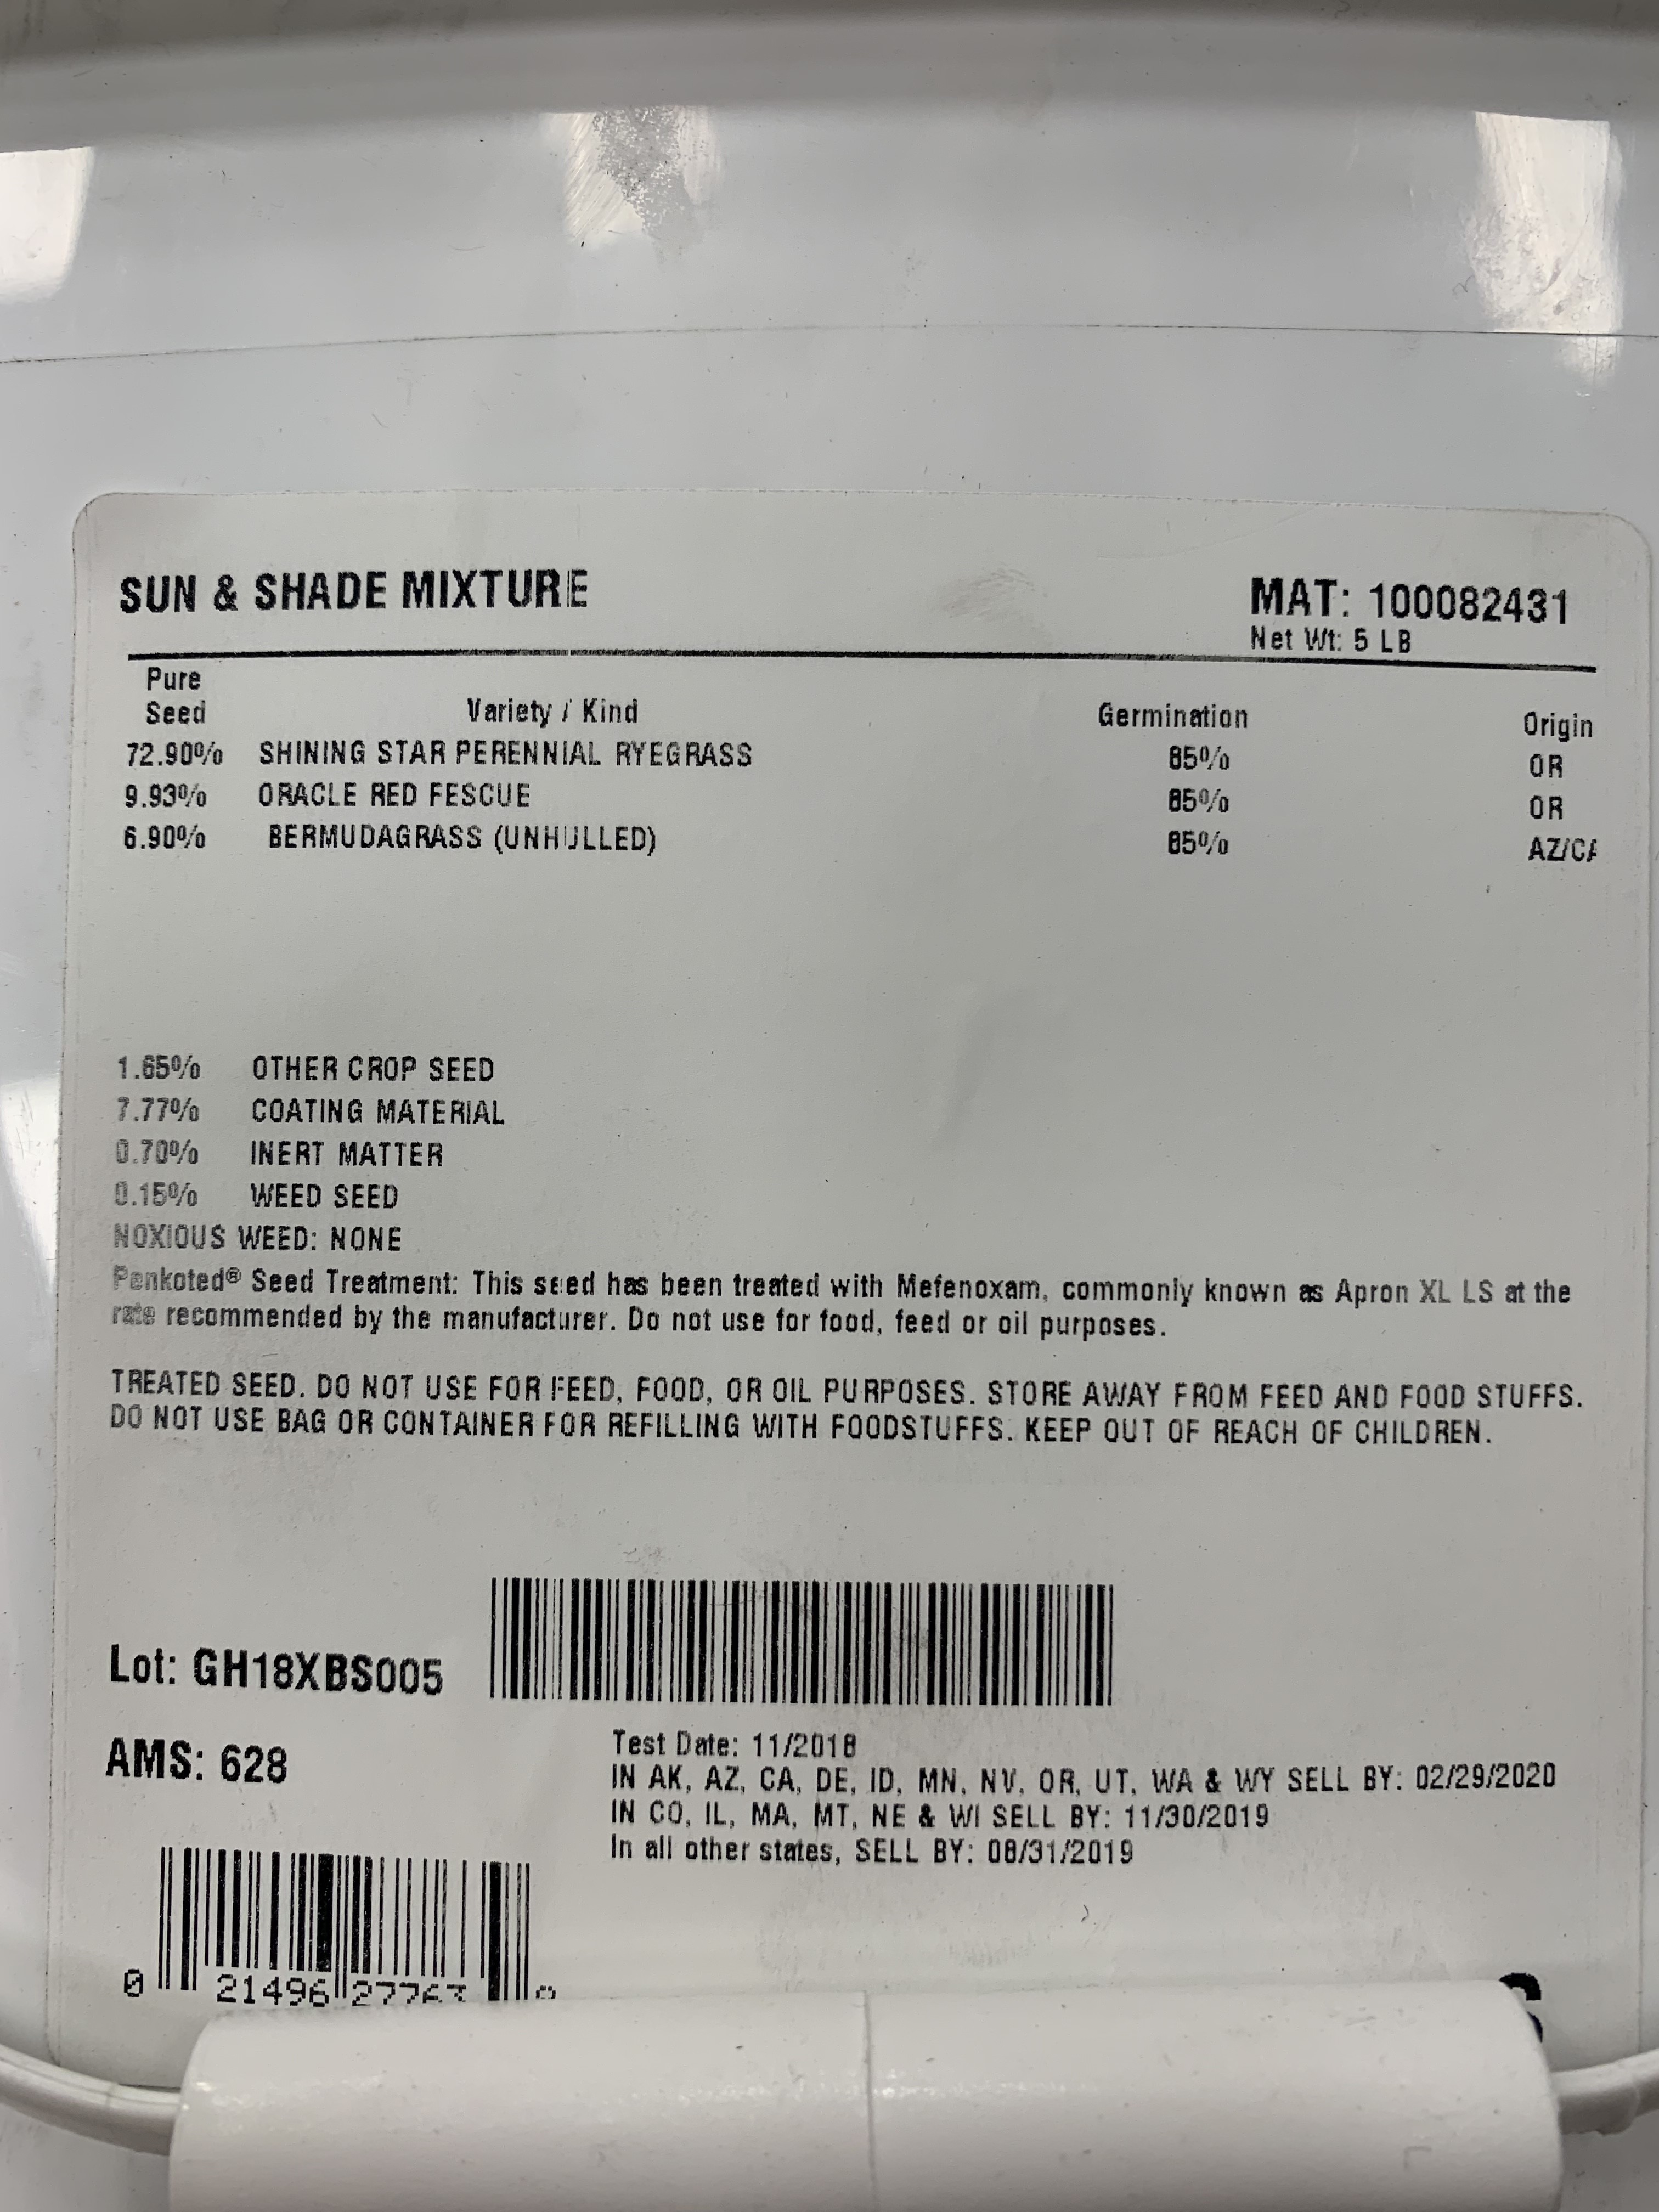 SUN & SHADE MIXTURE
MAT: 100082431
Net Wt: 5 LB
Pure Seed Variety / Kind Germination Origin
72.90% SHINING STAR PERENNIAL RYEGRASS 85% OR
9.93% ORACLE RED FESCUE 85% OR
6.90% BERMUDAGRASS (UNHULLED) 85% AZ/CA
1.65% OTHER CROP SEED
7.77% COATING MATERIAL
0.70% INERT MATTER
0.15% WEED SEED
NOXIOUS WEED: NONE
Penkoted® Seed Treatment: This seed has been treated with Mefenoxam, commonly known as Apron XL LS at the
rate recommended by the manufacturer. Do not use for food, feed or oil purposes.
TREATED SEED. DO NOT USE FOR FEED, FOOD, OR OIL PURPOSES. STORE AWAY FROM FEED AND FOOD STUFFS.
DO NOT USE BAG OR CONTAINER FOR REFILLING WITH FOODSTUFFS. KEEP OUT OF REACH OF CHILDREN.
Lot: GH18XBS005
AMS: 628
Test Date: 11/2018
IN AK, AZ, CA, DE, ID, MN, NV, OR, UT, WA & WY SELL BY: 02/29/2020
IN CO, IL, MA, MT, NE & WI SELL BY: 11/30/2019
In all other states, SELL BY: 08/31/2019
0 21496 27763